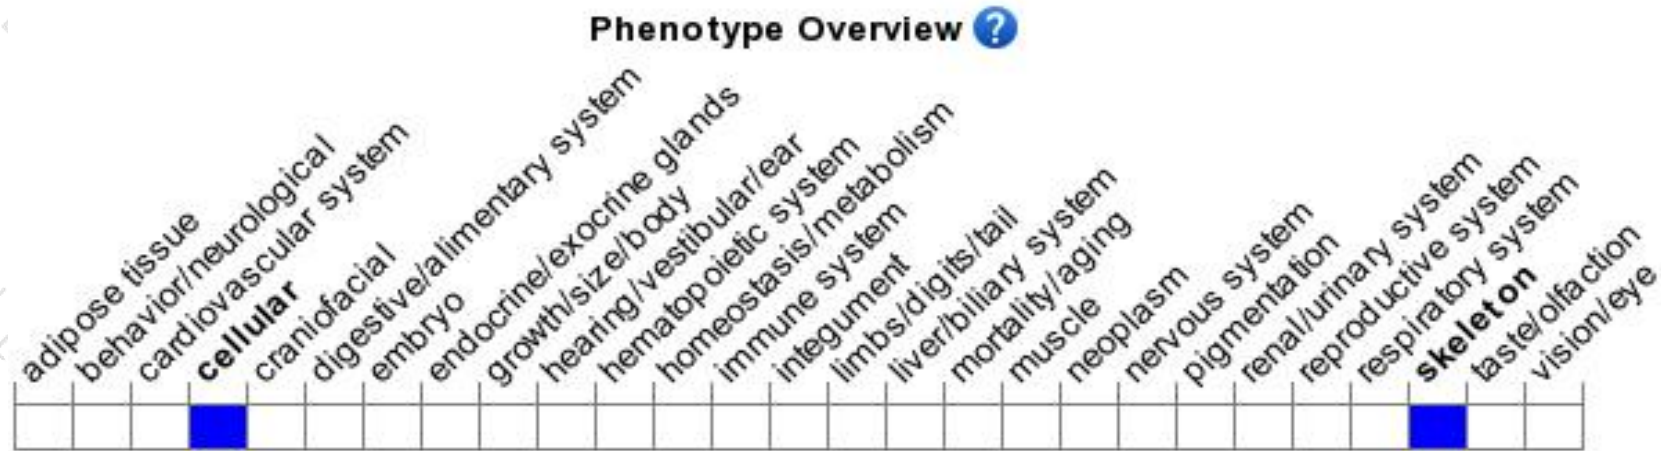 Phenotype Overview ?
adipose tissue
behavior/neurological
cardiovascular system
cellular
craniofacial
digestive/alimentary system
embryo
endocrine/exocrine glands
growth/size/body
hearing/vestibular/ear
hematopoietic system
homeostasis/metabolism
immune system
integument
limbs/digits/tail
liver/biliary system
mortality/aging
muscle
neoplasm
nervous system
pigmentation
renal/urinary system
reproductive system
respiratory system
skeleton
taste/olfaction
vision/eye